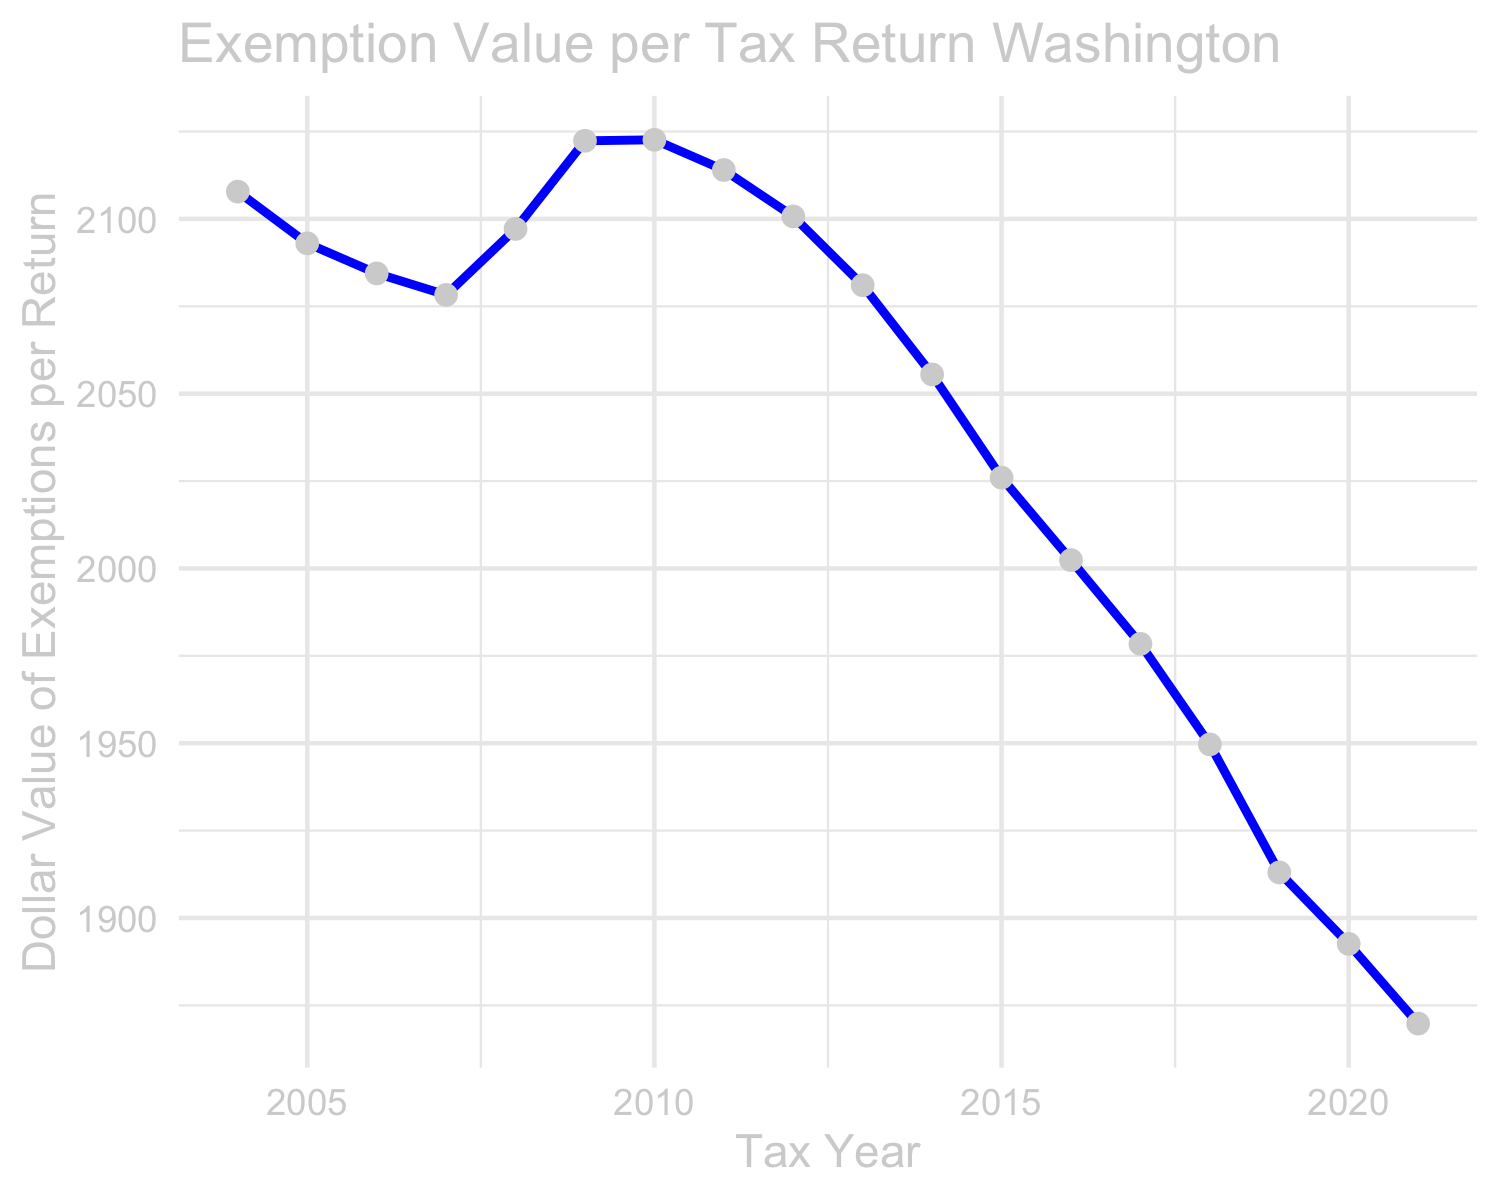 Exemption Value per Tax Return Washington
Dollar Value of Exemptions per Return
2100
2050
2000
1950
1900
2005 2010 2015 2020
Tax Year